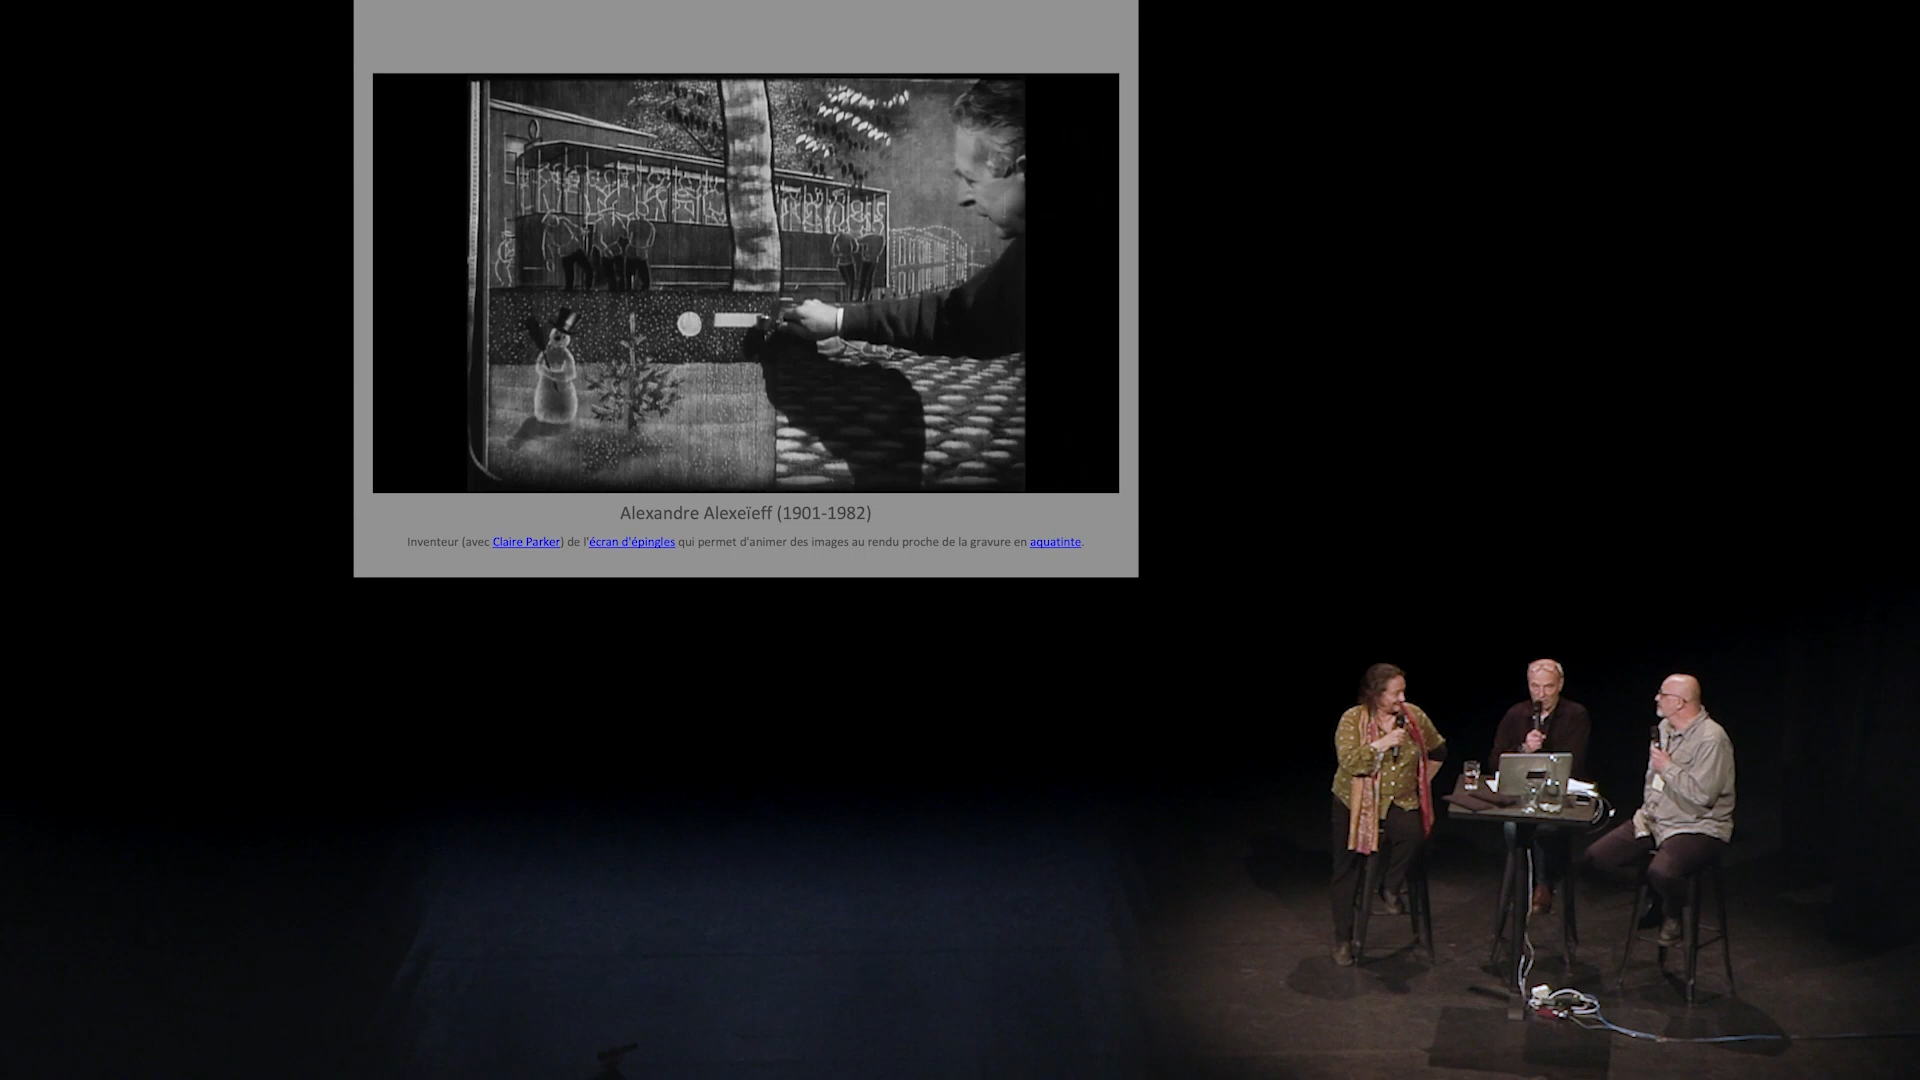 Alexandre Alexeïeff (1901-1982)
Inventeur (avec Claire Parker) de l'écran d'épingles qui permet d'animer des images au rendu proche de la gravure en aquatinte.